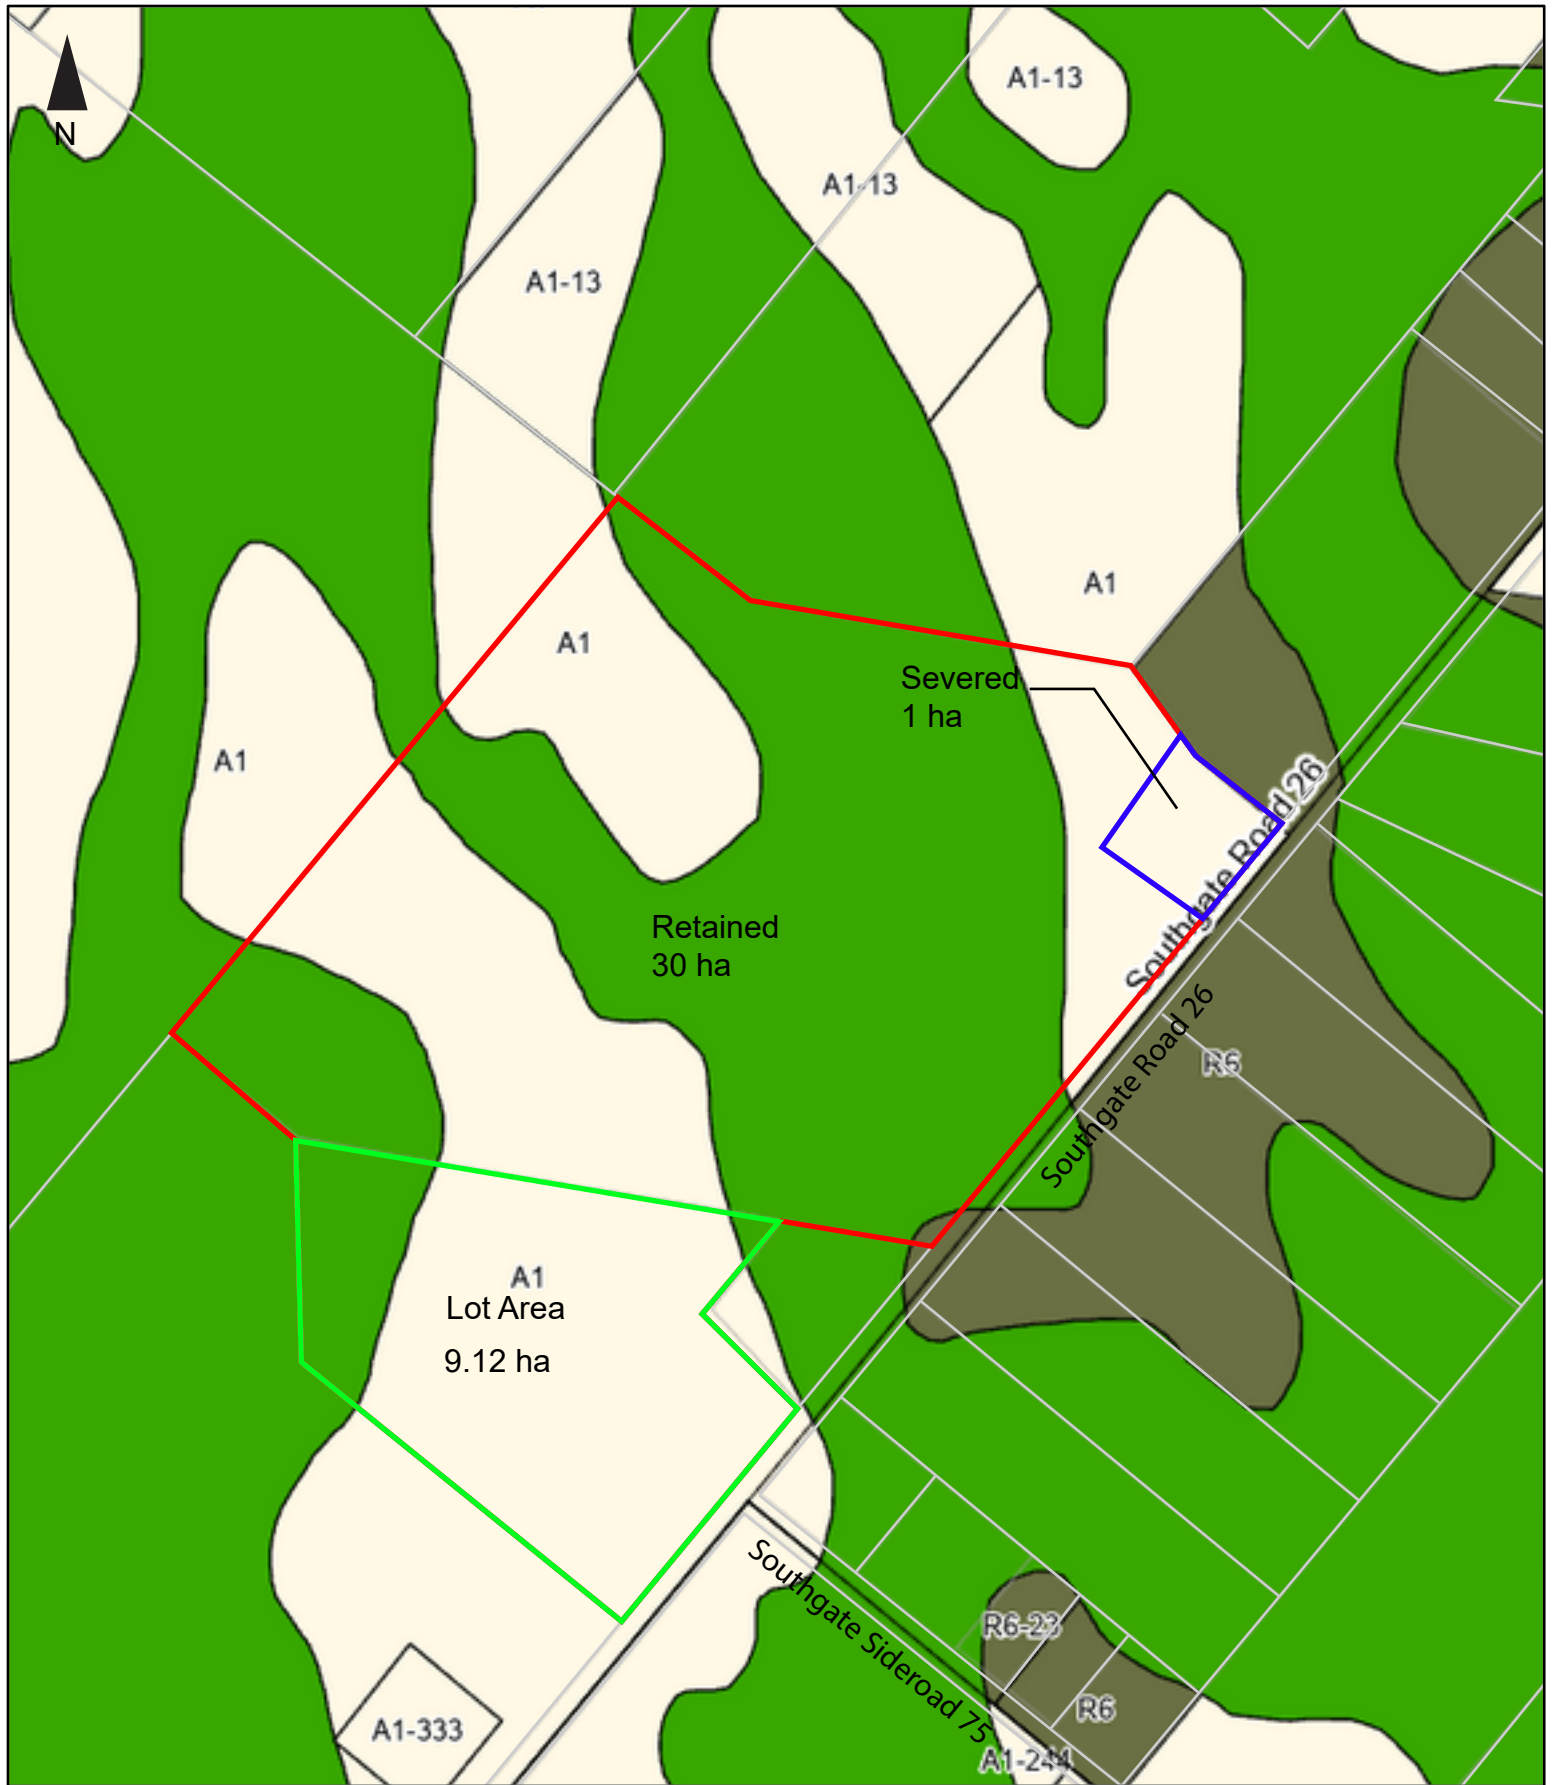 A1-13
N
A1-13
A1-13
A1
A1
Severed
1 ha
A1
Southgate Road 26
Retained
30 ha
Southgate Road 26
R6
A1
Lot Area
9.12 ha
Southgate Sideroad 75
R6-23
R6
A1-333
A1-244